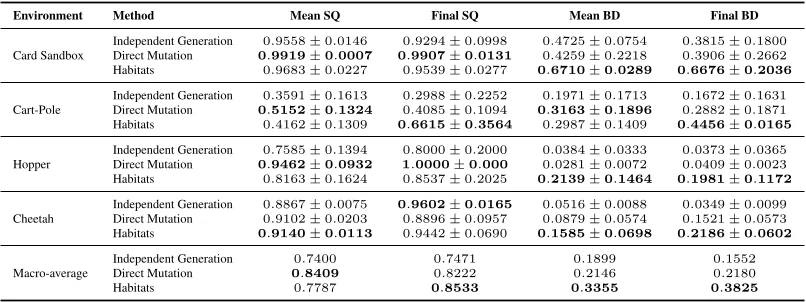 Environment Method Mean SQ Final SQ Mean BD Final BD
Independent Generation 0.9558 ± 0.0146 0.9294 ± 0.0998 0.4725 ± 0.0754 0.3815 ± 0.1800
Card Sandbox Direct Mutation 0.9919 ± 0.0007 0.9907 ± 0.0131 0.4259 ± 0.2218 0.3906 ± 0.2662
Habitats 0.9683 ± 0.0227 0.9539 ± 0.0277 0.6710 ± 0.0289 0.6676 ± 0.2036
Independent Generation 0.3591 ± 0.1613 0.2988 ± 0.2252 0.1971 ± 0.1713 0.1672 ± 0.1631
Cart-Pole Direct Mutation 0.5152 ± 0.1324 0.4085 ± 0.1094 0.3163 ± 0.1896 0.2882 ± 0.1871
Habitats 0.4162 ± 0.1309 0.6615 ± 0.3564 0.2987 ± 0.1409 0.4456 ± 0.0165
Independent Generation 0.7585 ± 0.1394 0.8000 ± 0.2000 0.0384 ± 0.0333 0.0373 ± 0.0365
Hopper Direct Mutation 0.9462 ± 0.0932 1.0000 ± 0.000 0.0281 ± 0.0072 0.0409 ± 0.0023
Habitats 0.8163 ± 0.1624 0.8537 ± 0.2025 0.2139 ± 0.1464 0.1981 ± 0.1172
Independent Generation 0.8867 ± 0.0075 0.9602 ± 0.0165 0.0516 ± 0.0088 0.0349 ± 0.0099
Cheetah Direct Mutation 0.9102 ± 0.0203 0.8896 ± 0.0957 0.0879 ± 0.0574 0.1521 ± 0.0573
Habitats 0.9140 ± 0.0113 0.9442 ± 0.0690 0.1585 ± 0.0698 0.2186 ± 0.0602
Independent Generation 0.7400 0.7471 0.1899 0.1552
Macro-average Direct Mutation 0.8409 0.8222 0.2146 0.2180
Habitats 0.7787 0.8533 0.3355 0.3825